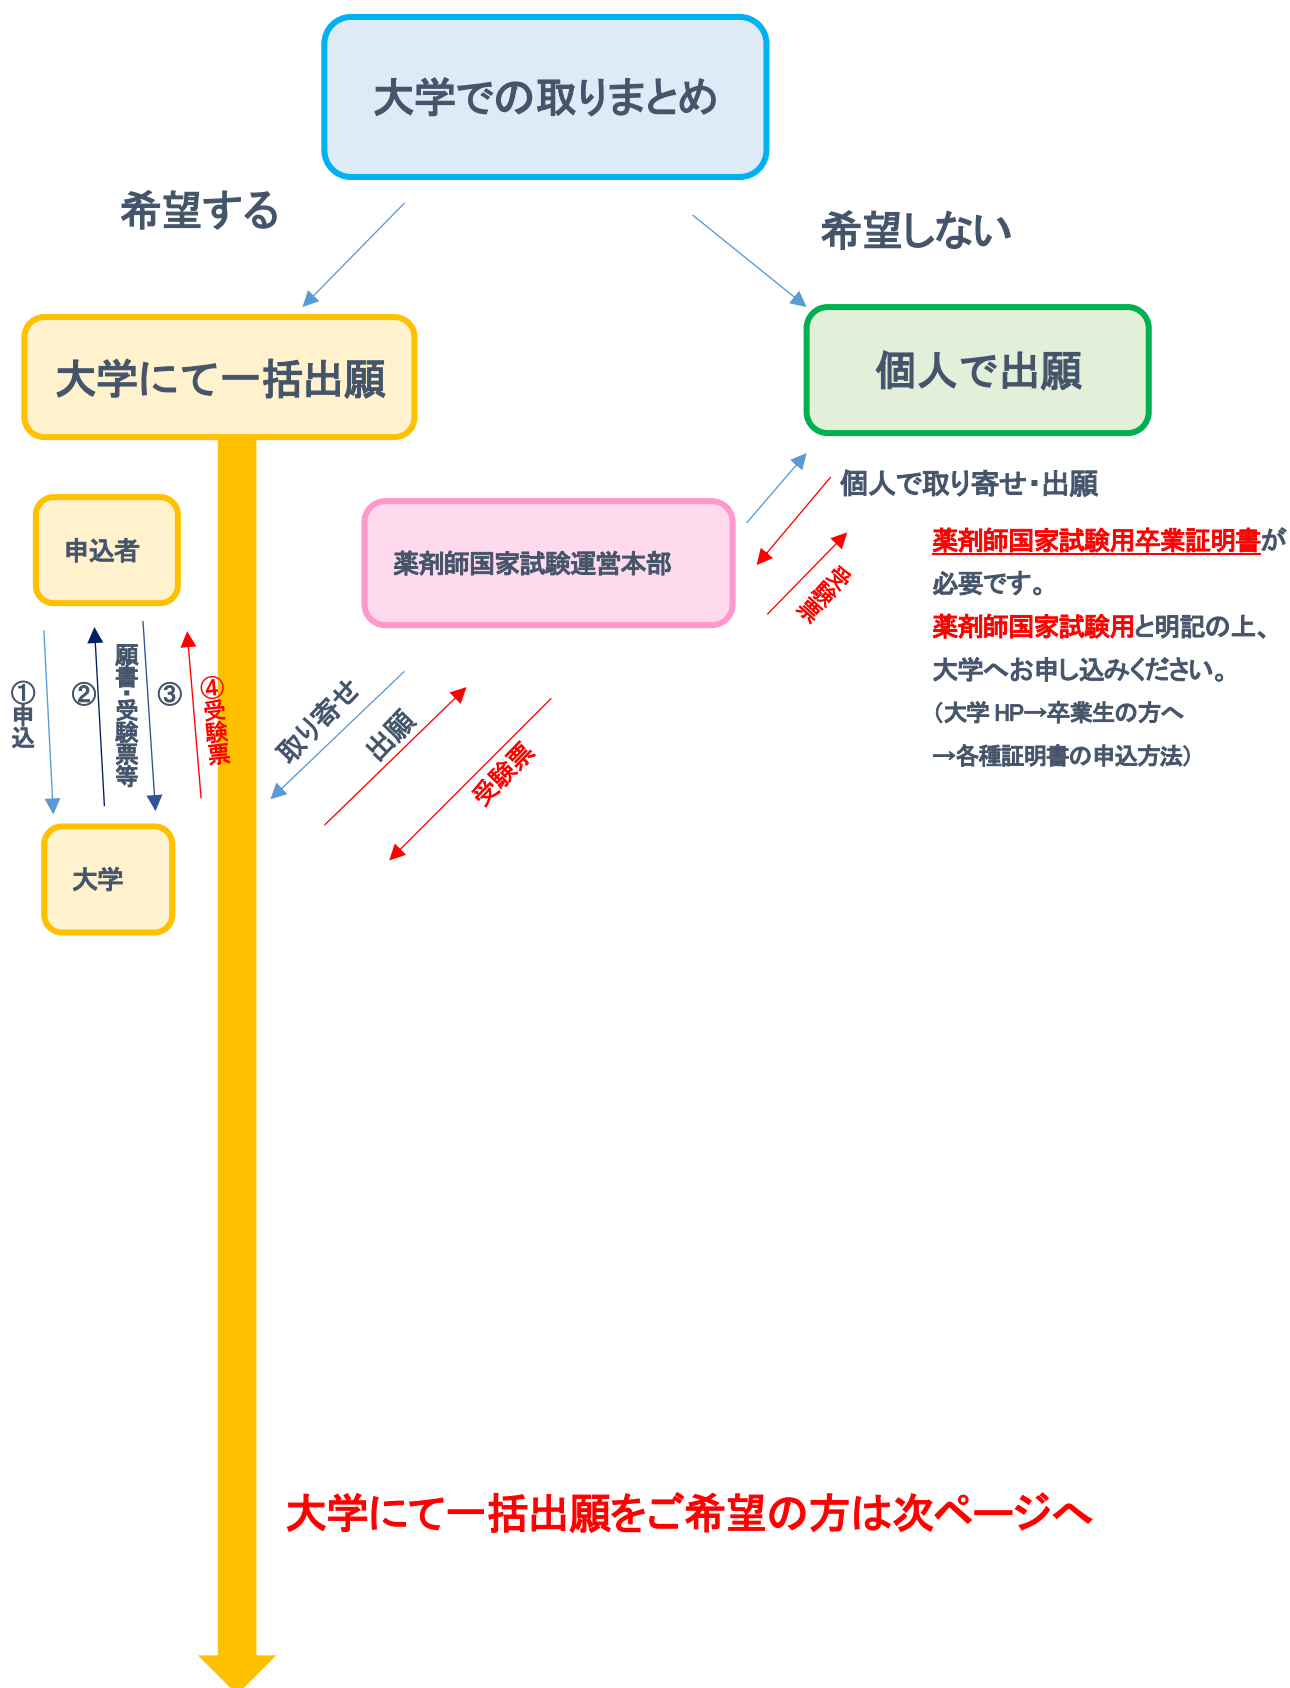 大学での取りまとめ
希望する
希望しない
大学にて一括出願
個人で出願
個人で取り寄せ・出願
申込者
薬剤師国家試験運営本部
受験票
薬剤師国家試験用卒業証明書が
必要です。
薬剤師国家試験用と明記の上、
大学へお申し込みください。
（大学 HP→卒業生の方へ
→各種証明書の申込方法）
①申込
②
願書・受験票等
③
④受験票
取り寄せ
出願
受験票
大学
大学にて一括出願をご希望の方は次ページへ